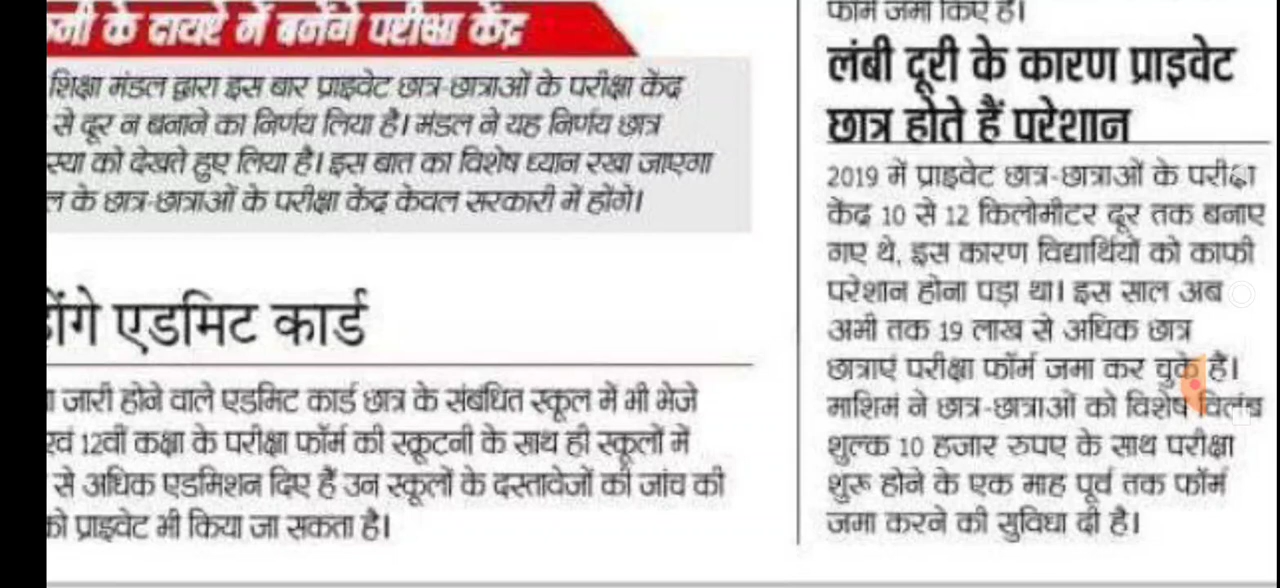 के दायरे में बनेंगे परीक्षा केंद्र
शिक्षा मंडल द्वारा इस बार प्राइवेट छात्र-छात्राओं के परीक्षा केंद्र
से दूर न बनाने का निर्णय लिया है। मंडल ने यह निर्णय छात्र
को देखते हुए लिया है। इस बात का विशेष ध्यान रखा जाएगा
के छात्र-छात्राओं के परीक्षा केंद्र केवल सरकारी में होंगे।
होंगे एडमिट कार्ड
जारी होने वाले एडमिट कार्ड छात्र के संबधित स्कूल में भी भेजे
एवं 12वीं कक्षा के परीक्षा फॉर्म की स्क्रूटनी के साथ ही स्कूलों में
से अधिक एडमिशन दिए हैं उन स्कूलों के दस्तावेजों की जांच की
को प्राइवेट भी किया जा सकता है।
फॉर्म जमा किए हैं।
लंबी दूरी के कारण प्राइवेट
छात्र होते हैं परेशान
2019 में प्राइवेट छात्र-छात्राओं के परीक्षा
केंद्र 10 से 12 किलोमीटर दूर तक बनाए
गए थे, इस कारण विद्यार्थियों को काफी
परेशान होना पड़ा था। इस साल अब
अभी तक 19 लाख से अधिक छात्र
छात्राएं परीक्षा फॉर्म जमा कर चुके हैं।
माशिमं ने छात्र-छात्राओं को विशेष विलंब
शुल्क 10 हजार रुपए के साथ परीक्षा
शुरू होने के एक माह पूर्व तक फॉर्म
जमा करने की सुविधा दी है।